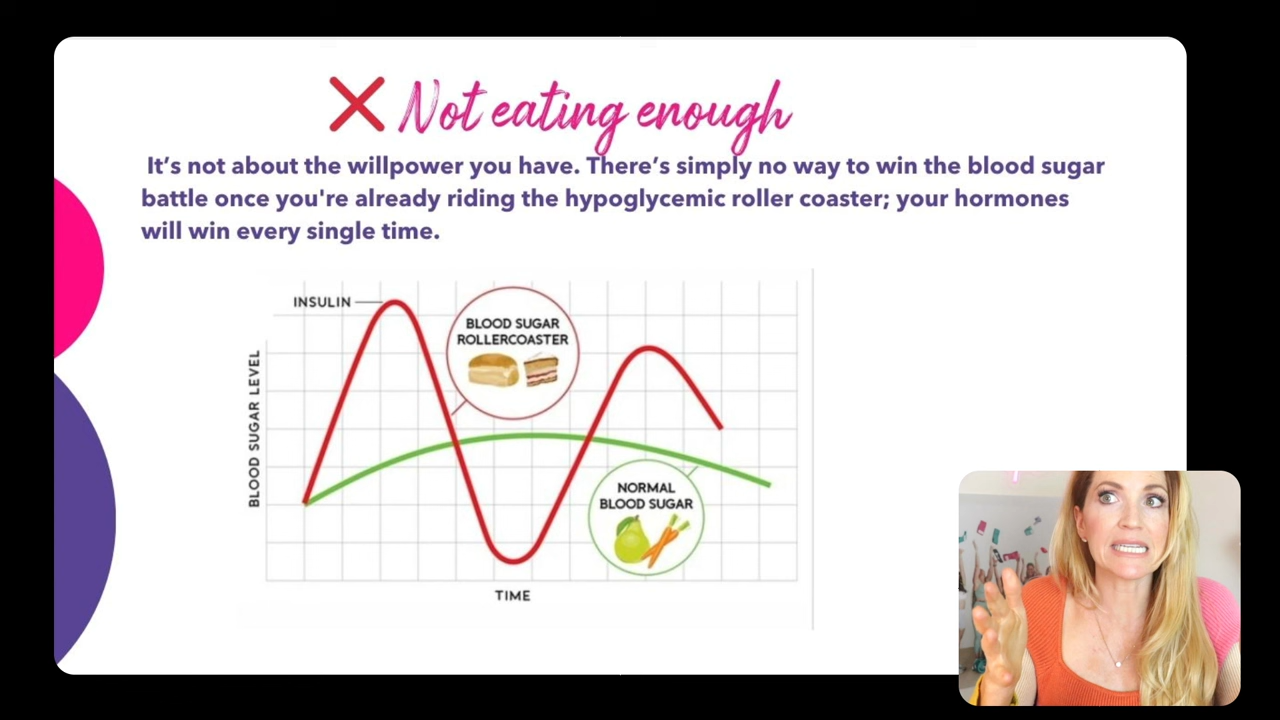 Not eating enough
It’s not about the willpower you have. There’s simply no way to win the blood sugar
battle once you're already riding the hypoglycemic roller coaster; your hormones
will win every single time.
INSULIN
BLOOD SUGAR
ROLLERCOASTER
BLOOD SUGAR LEVEL
NORMAL
BLOOD SUGAR
TIME